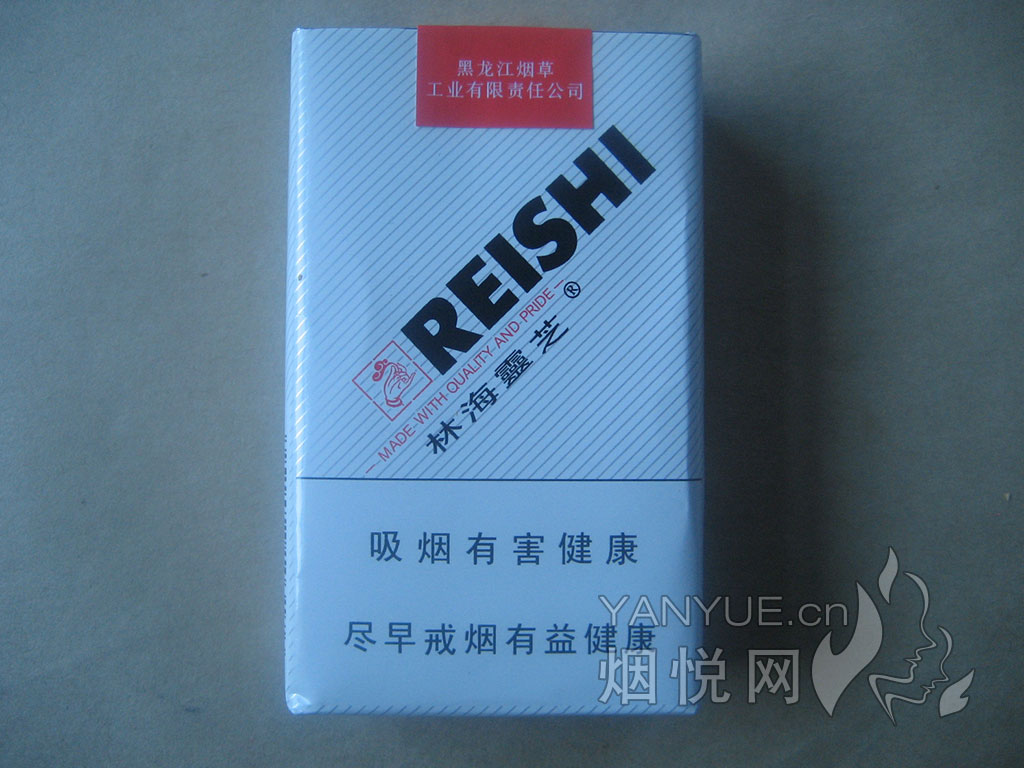 黑龙江烟草
工业有限责任公司
REISHI
®
MADE WITH QUALITY AND PRIDE
林海靈芝
吸烟有害健康
尽早戒烟有益健康
YANYUE.cn
烟悦网